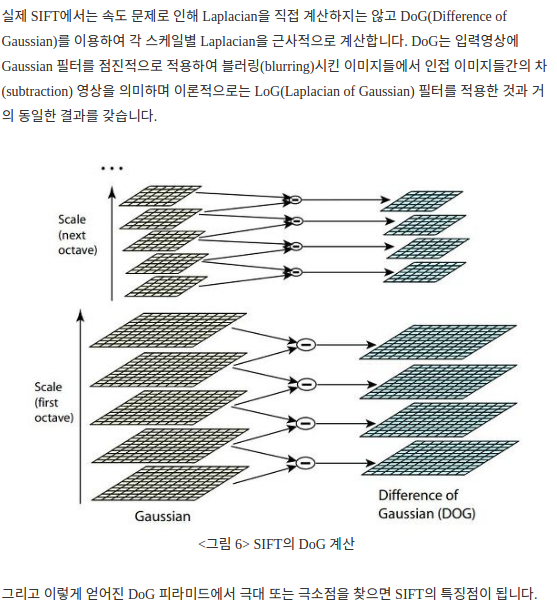 실제 SIFT에서는 속도 문제로 인해 Laplacian을 직접 계산하지는 않고 DoG(Difference of
Gaussian)를 이용하여 각 스케일별 Laplacian을 근사적으로 계산합니다. DoG는 입력영상에
Gaussian 필터를 점진적으로 적용하여 블러링(blurring)시킨 이미지들에서 인접 이미지들간의 차
(subtraction) 영상을 의미하며 이론적으로는 LoG(Laplacian of Gaussian) 필터를 적용한 것과 거
의 동일한 결과를 갖습니다.
Scale
(next
octave)
Scale
(first
octave)
Gaussian
Difference of
Gaussian (DOG)
<그림 6> SIFT의 DoG 계산
그리고 이렇게 얻어진 DoG 피라미드에서 극대 또는 극소점을 찾으면 SIFT의 특징점이 됩니다.